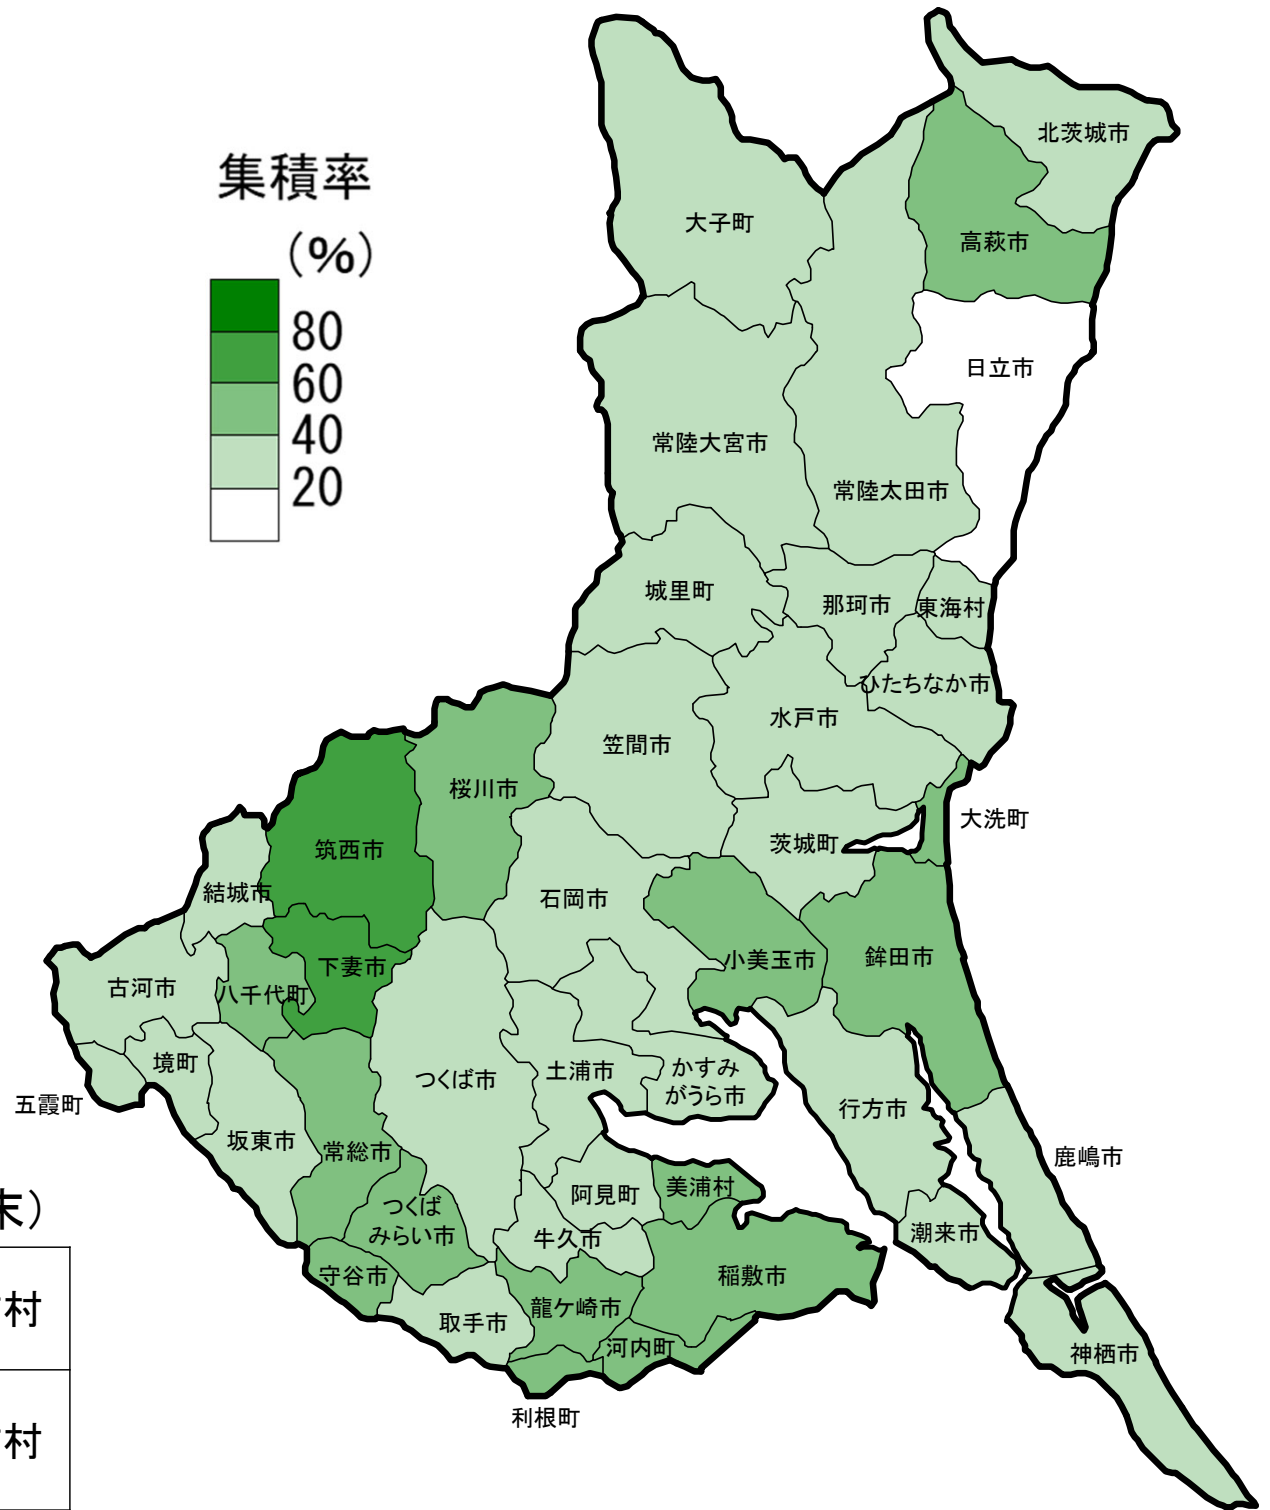 集積率
（%）
80
60
40
20
北茨城市
大子町
高萩市
日立市
常陸大宮市
常陸太田市
城里町
那珂市
東海村
ひたちなか市
水戸市
笠間市
桜川市
大洗町
茨城町
筑西市
結城市
石岡市
小美玉市
鉾田市
下妻市
古河市
八千代町
境町
つくば市
土浦市
かすみ
がうら市
五霞町
行方市
坂東市
常総市
鹿嶋市
阿見町
美浦村
末）
つくば
みらい市
牛久市
潮来市
守谷市
稲敷市
村
龍ケ崎市
取手市
河内町
神栖市
利根町
村